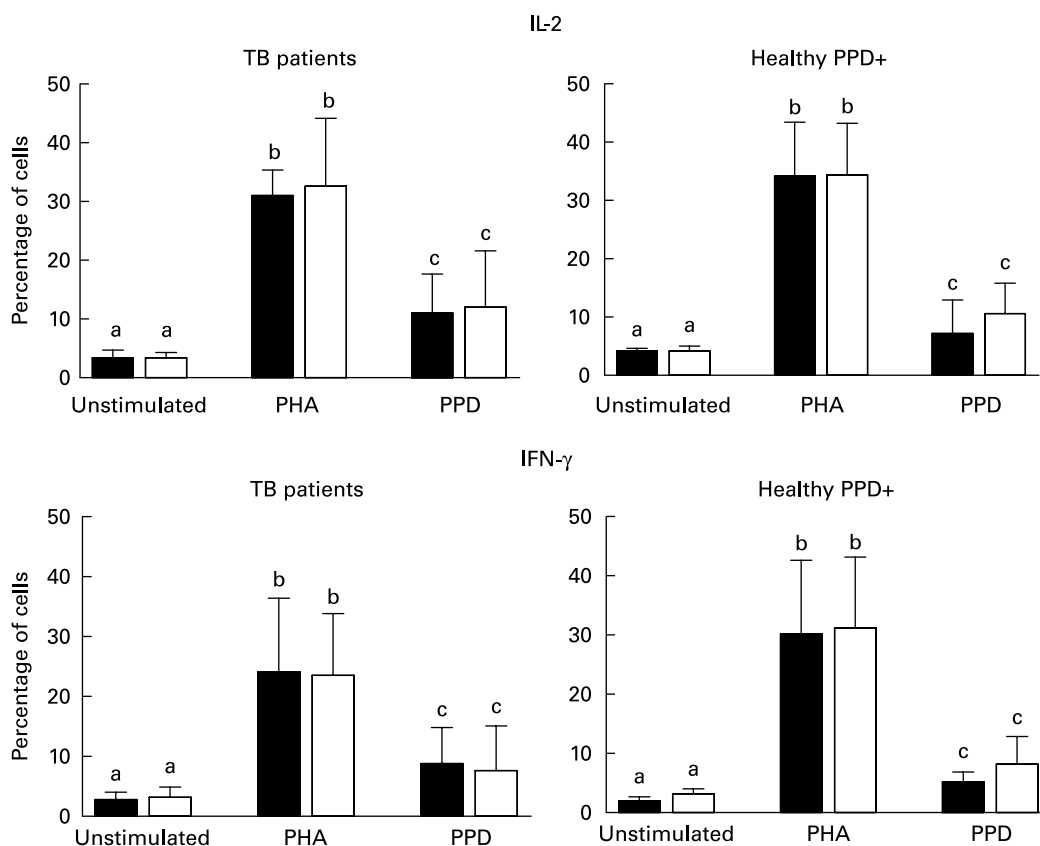 IL-2
TB patients
Healthy PPD+
Percentage of cells
50
40
30
20
10
0
a
a
b
b
c
c
Unstimulated PHA PPD
50
40
30
20
10
0
a
a
b
b
c
c
Unstimulated PHA PPD
IFN-γ
TB patients
Healthy PPD+
Percentage of cells
50
40
30
20
10
0
a
a
b
b
c
c
Unstimulated PHA PPD
50
40
30
20
10
0
a
a
b
b
c
c
Unstimulated PHA PPD